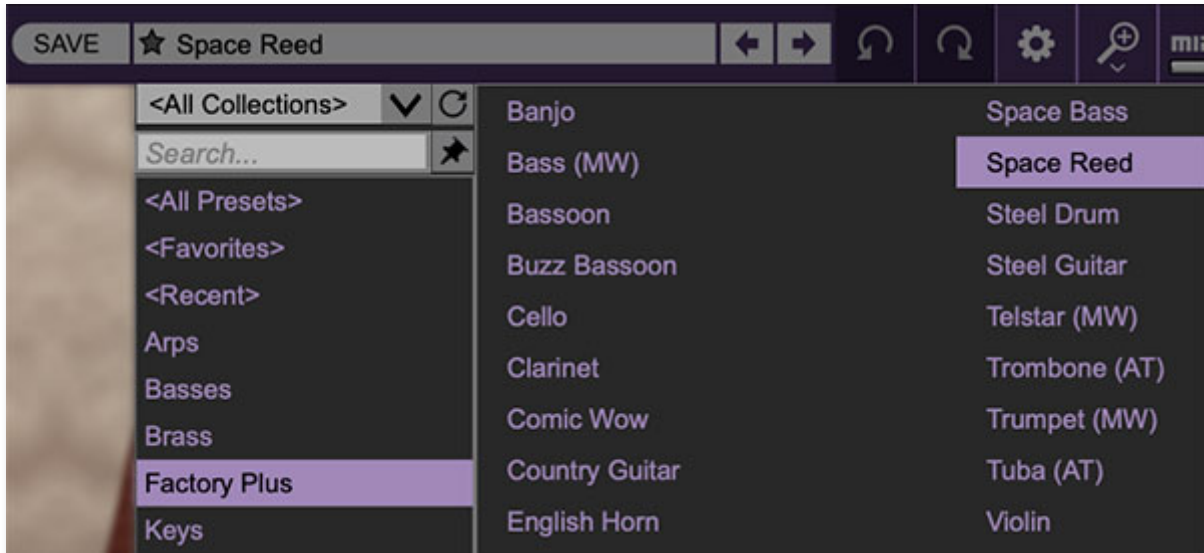 SAVE
Space Reed
<All Collections>
Search...
<All Presets>
<Favorites>
<Recent>
Arps
Basses
Brass
Factory Plus
Keys
Banjo
Bass (MW)
Bassoon
Buzz Bassoon
Cello
Clarinet
Comic Wow
Country Guitar
English Horn
Space Bass
Space Reed
Steel Drum
Steel Guitar
Telstar (MW)
Trombone (AT)
Trumpet (MW)
Tuba (AT)
Violin